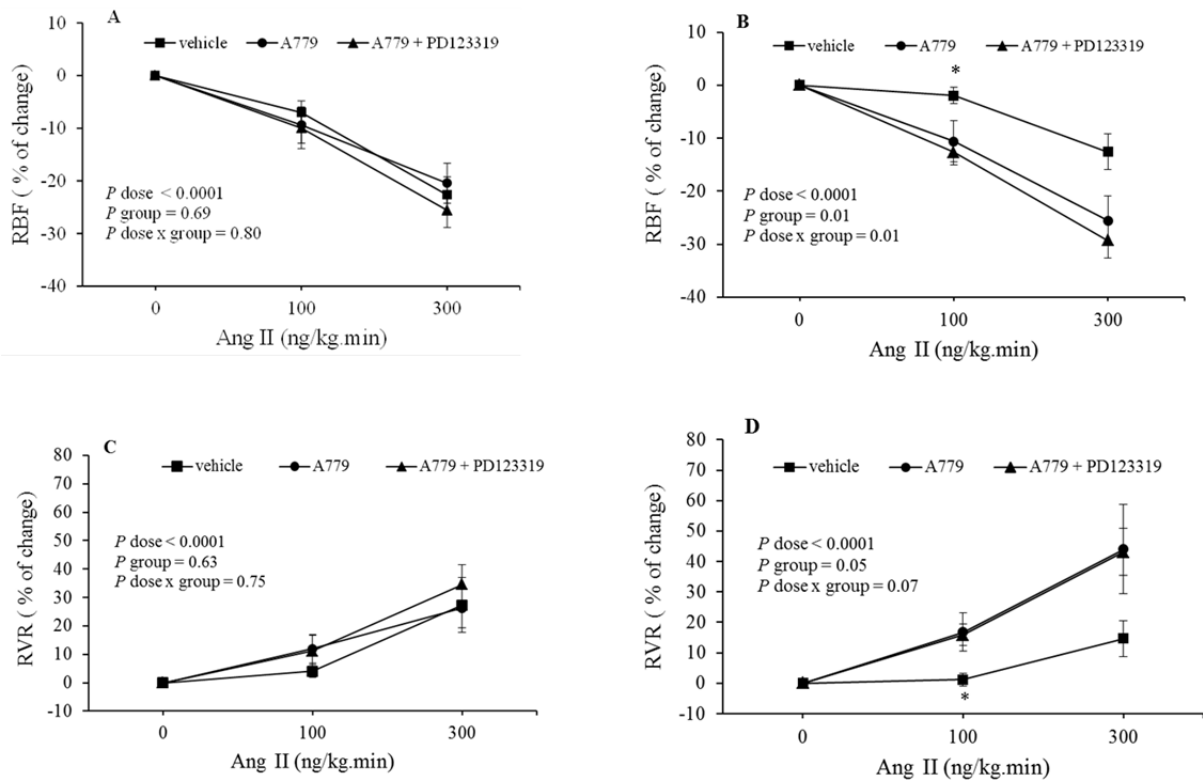 A
vehicle A779 A779 + PD123319
10
0
-10
-20
-30
-40
RBF ( % of change)
P dose < 0.0001
P group = 0.69
P dose x group = 0.80
0 100 300
Ang II (ng/kg.min)
B
vehicle A779 A779 + PD123319
10
0
-10
-20
-30
-40
RBF ( % of change)
*
P dose < 0.0001
P group = 0.01
P dose x group = 0.01
0 100 300
Ang II (ng/kg.min)
C
vehicle A779 A779 + PD123319
80
70
60
50
40
30
20
10
0
-10
RVR ( % of change)
P dose < 0.0001
P group = 0.63
P dose x group = 0.75
0 100 300
Ang II (ng/kg.min)
D
vehicle A779 A779 + PD123319
80
70
60
50
40
30
20
10
0
-10
RVR ( % of change)
P dose < 0.0001
P group = 0.05
P dose x group = 0.07
*
0 100 300
Ang II (ng/kg.min)